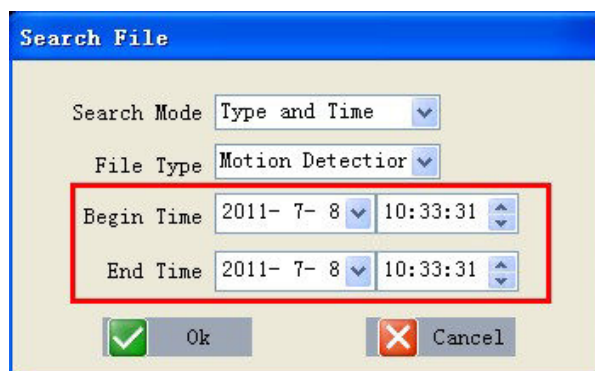 Search File
Search Mode Type and Time
File Type Motion Detectior
Begin Time 2011- 7- 8 10:33:31
End Time 2011- 7- 8 10:33:31
Ok Cancel